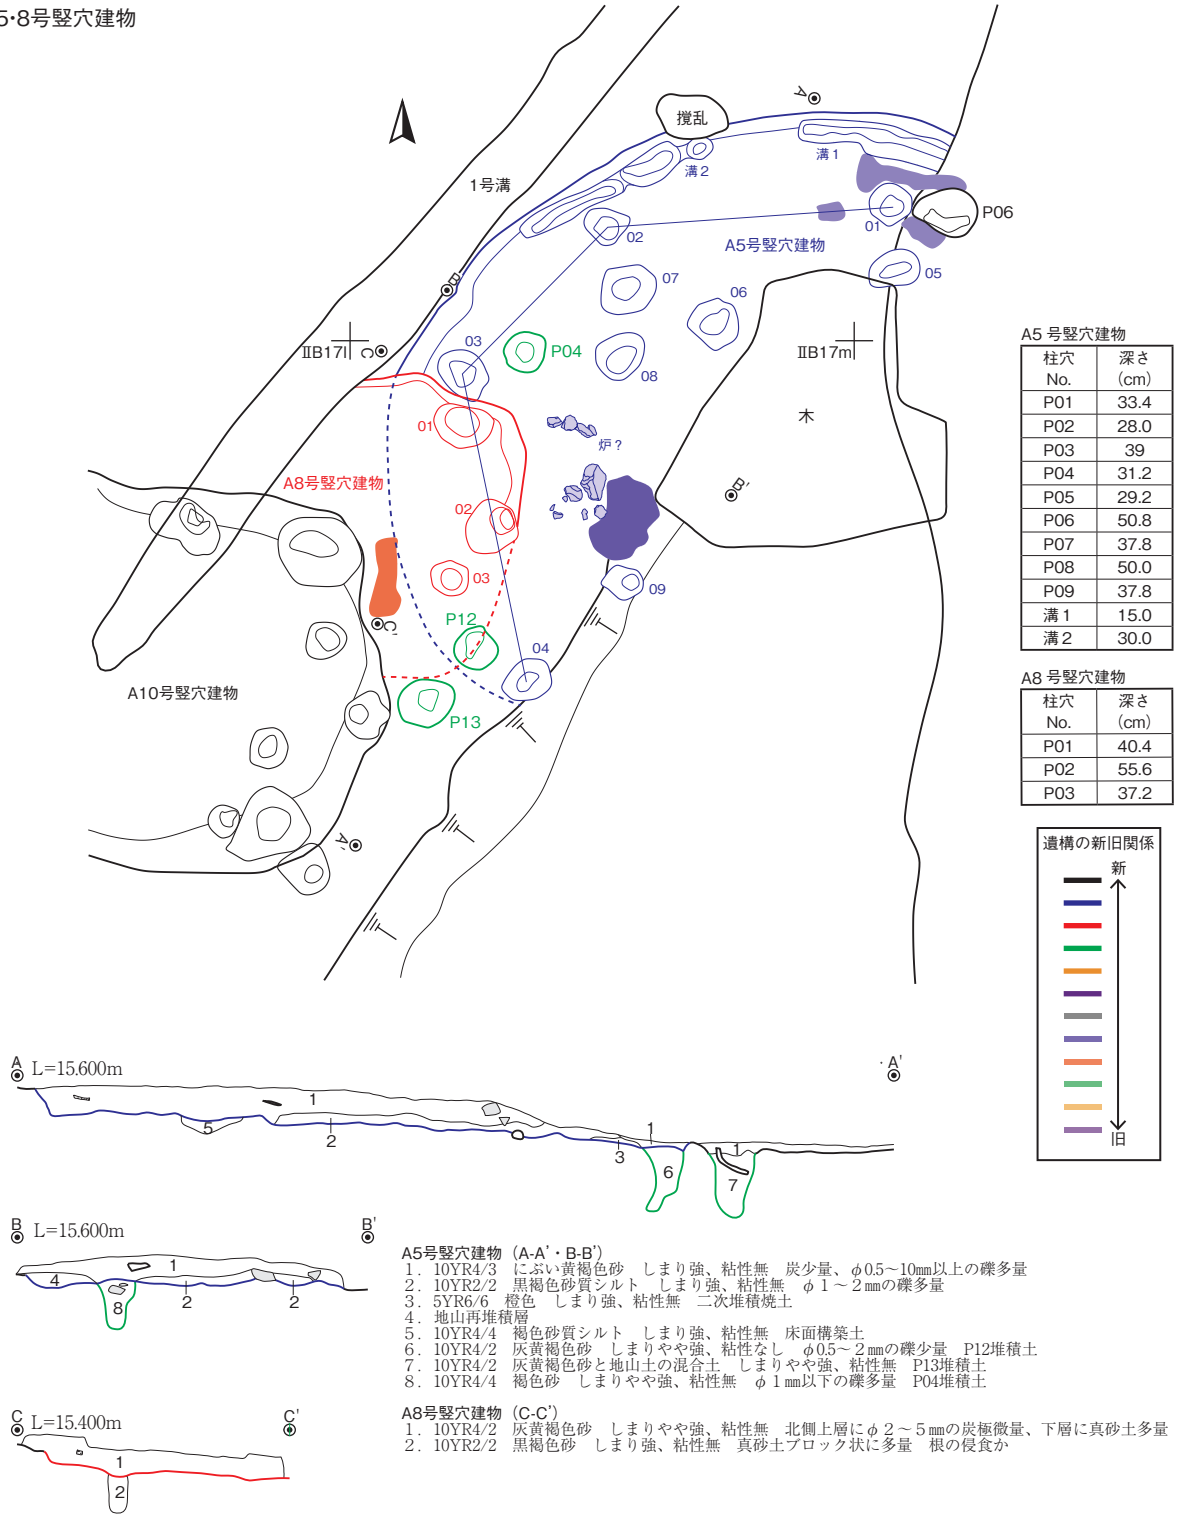 5・8号竪穴建物
A
撹乱
1号溝
溝1
溝2
P06
01
02
A5号竪穴建物
05
B
07
06
03
P04
ⅡB17l
C
ⅡB17m
08
木
01
炉?
A8号竪穴建物
B'
02
03
09
P12
C'
04
A10号竪穴建物
P13
A'
A5 号竪穴建物
柱穴 No. 深さ (cm)
P01 33.4
P02 28.0
P03 39
P04 31.2
P05 29.2
P06 50.8
P07 37.8
P08 50.0
P09 37.8
溝1 15.0
溝2 30.0
A8 号竪穴建物
柱穴 No. 深さ (cm)
P01 40.4
P02 55.6
P03 37.2
遺構の新旧関係
新
旧
A L=15.600m A'
1
5
2
3
1
6
1
7
B L=15.600m B'
1
4
8
2
2
C L=15.400m C'
1
2
A5号竪穴建物(A-A'・B-B')
1. 10YR4/3 にぶい黄褐色砂 しまり強、粘性無 炭少量、φ0.5~10mm以上の礫多量
2. 10YR2/2 黒褐色砂質シルト しまり強、粘性無 φ1~2mmの礫多量
3. 5YR6/6 橙色 しまり強、粘性無 二次堆積焼土
4. 地山再堆積層
5. 10YR4/4 褐色砂質シルト しまり強、粘性無 床面構築土
6. 10YR4/2 灰黄褐色砂 しまりやや強、粘性なし φ0.5~2mmの礫少量 P12堆積土
7. 10YR4/2 灰黄褐色砂と地山土の混合土 しまりやや強、粘性無 P13堆積土
8. 10YR4/4 褐色砂 しまりやや強、粘性無 φ1mm以下の礫多量 P04堆積土
A8号竪穴建物(C-C')
1. 10YR4/2 灰黄褐色砂 しまりやや強、粘性無 北側上層にφ2~5mmの炭極微量、下層に真砂土多量
2. 10YR2/2 黒褐色砂 しまり強、粘性無 真砂土ブロック状に多量 根の侵食か